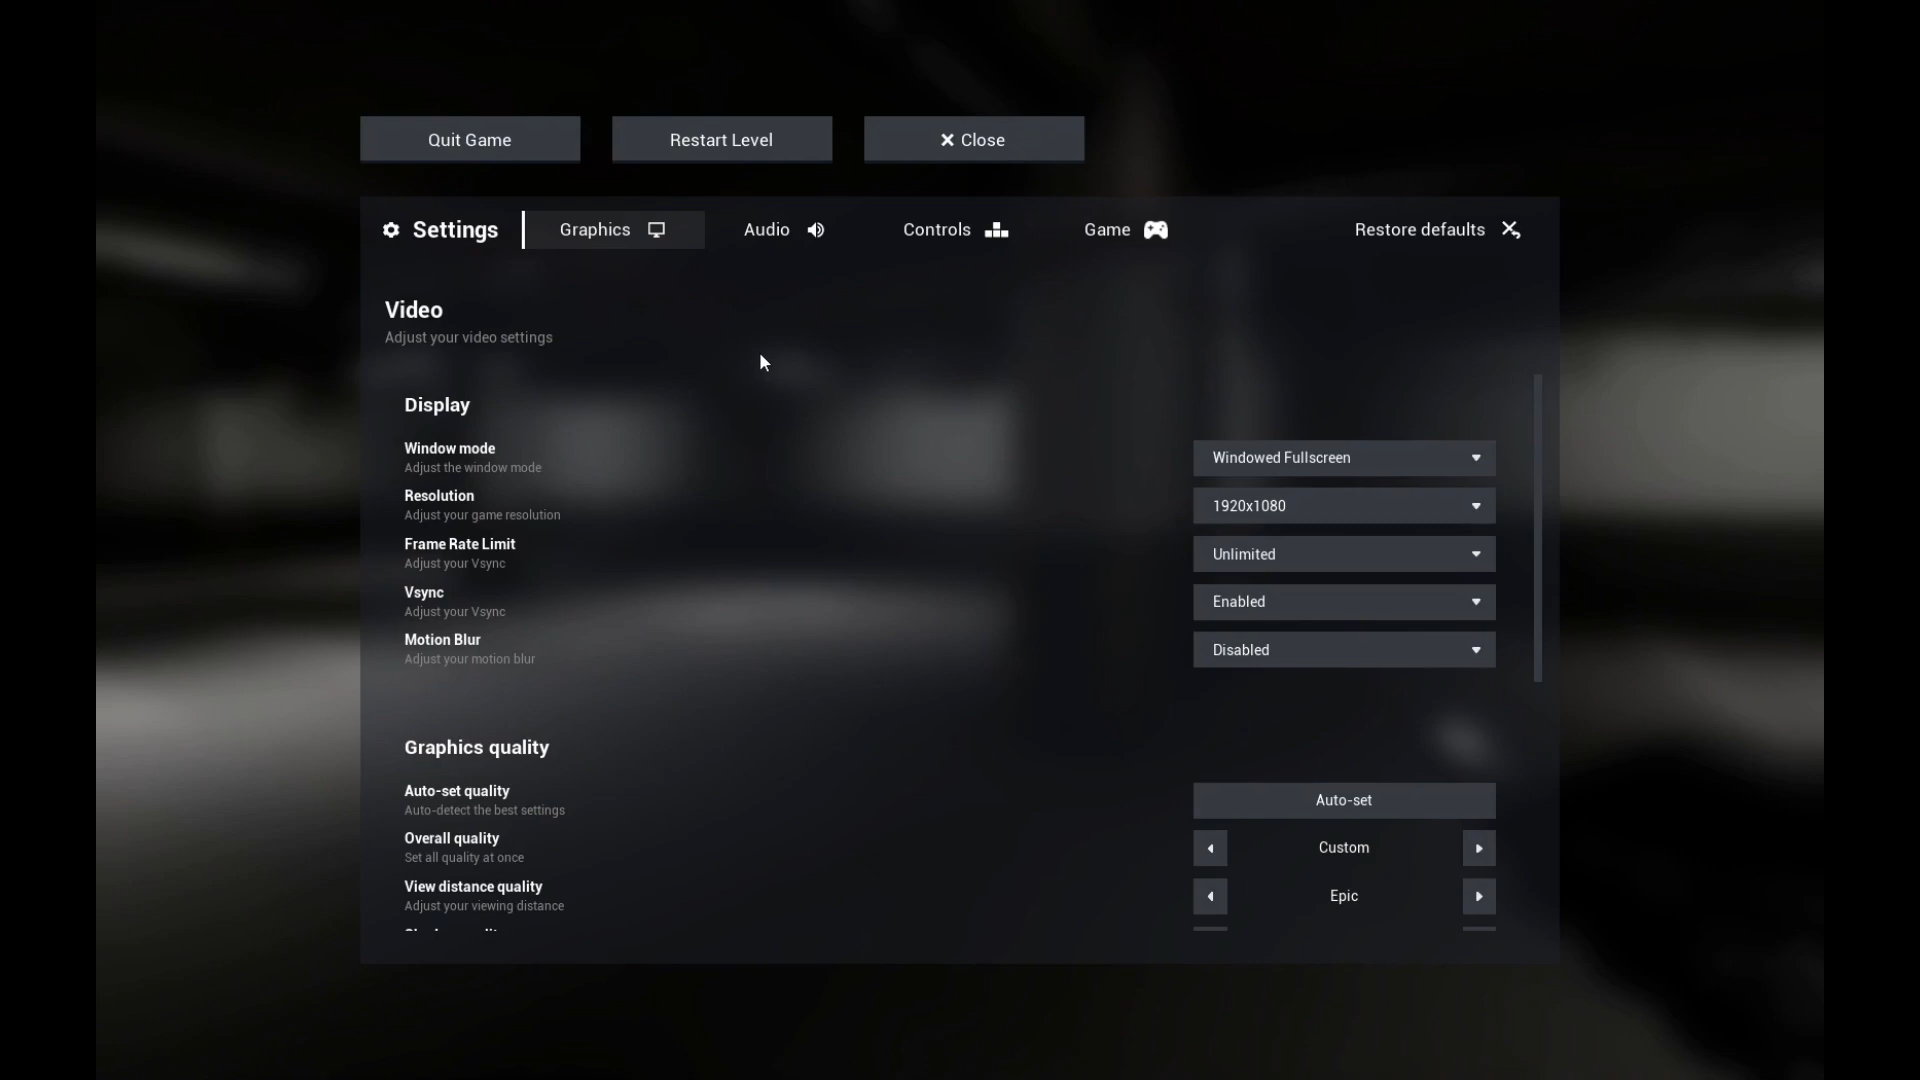 Quit Game
Restart Level
Close
Settings
Graphics
Audio
Controls
Game
Restore defaults
Video
Adjust your video settings
Display
Window mode
Adjust the window mode
Windowed Fullscreen
Resolution
Adjust your game resolution
1920x1080
Frame Rate Limit
Adjust your Vsync
Unlimited
Vsync
Adjust your Vsync
Enabled
Motion Blur
Adjust your motion blur
Disabled
Graphics quality
Auto-set quality
Auto-detect the best settings
Auto-set
Overall quality
Set all quality at once
Custom
View distance quality
Adjust your viewing distance
Epic